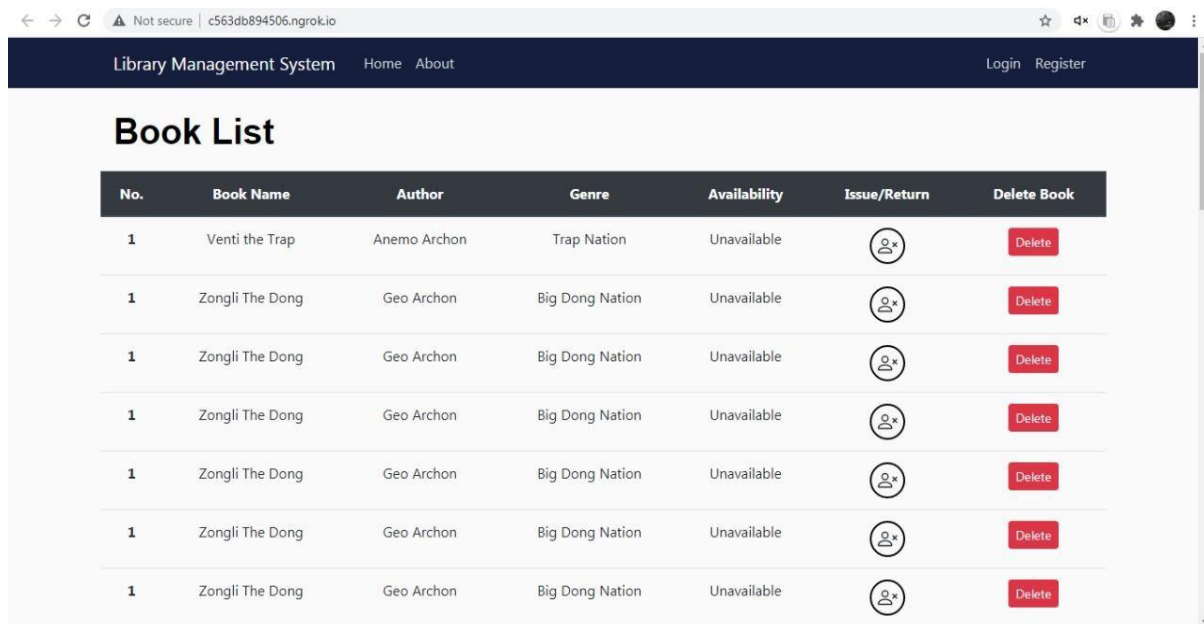 Not secure | c563db894506.ngrok.io
Library Management System Home About Login Register
Book List
No. Book Name Author Genre Availability Issue/Return Delete Book
1 Venti the Trap Anemo Archon Trap Nation Unavailable Delete
1 Zongli The Dong Geo Archon Big Dong Nation Unavailable Delete
1 Zongli The Dong Geo Archon Big Dong Nation Unavailable Delete
1 Zongli The Dong Geo Archon Big Dong Nation Unavailable Delete
1 Zongli The Dong Geo Archon Big Dong Nation Unavailable Delete
1 Zongli The Dong Geo Archon Big Dong Nation Unavailable Delete
1 Zongli The Dong Geo Archon Big Dong Nation Unavailable Delete